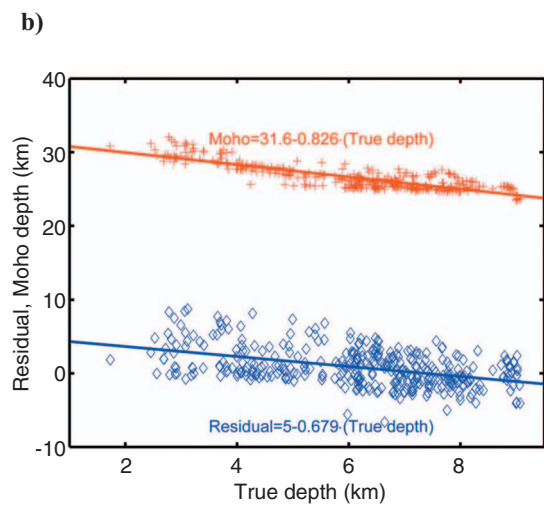 b)
40
Moho=31.6-0.826·(True depth)
30
20
10
0
Residual=5-0.679·(True depth)
-10
2 4 6 8
True depth (km)
Residual, Moho depth (km)